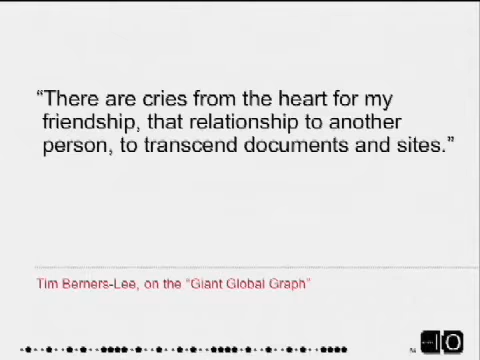 “There are cries from the heart for my
friendship, that relationship to another
person, to transcend documents and sites.”
Tim Berners-Lee, on the “Giant Global Graph”
IO